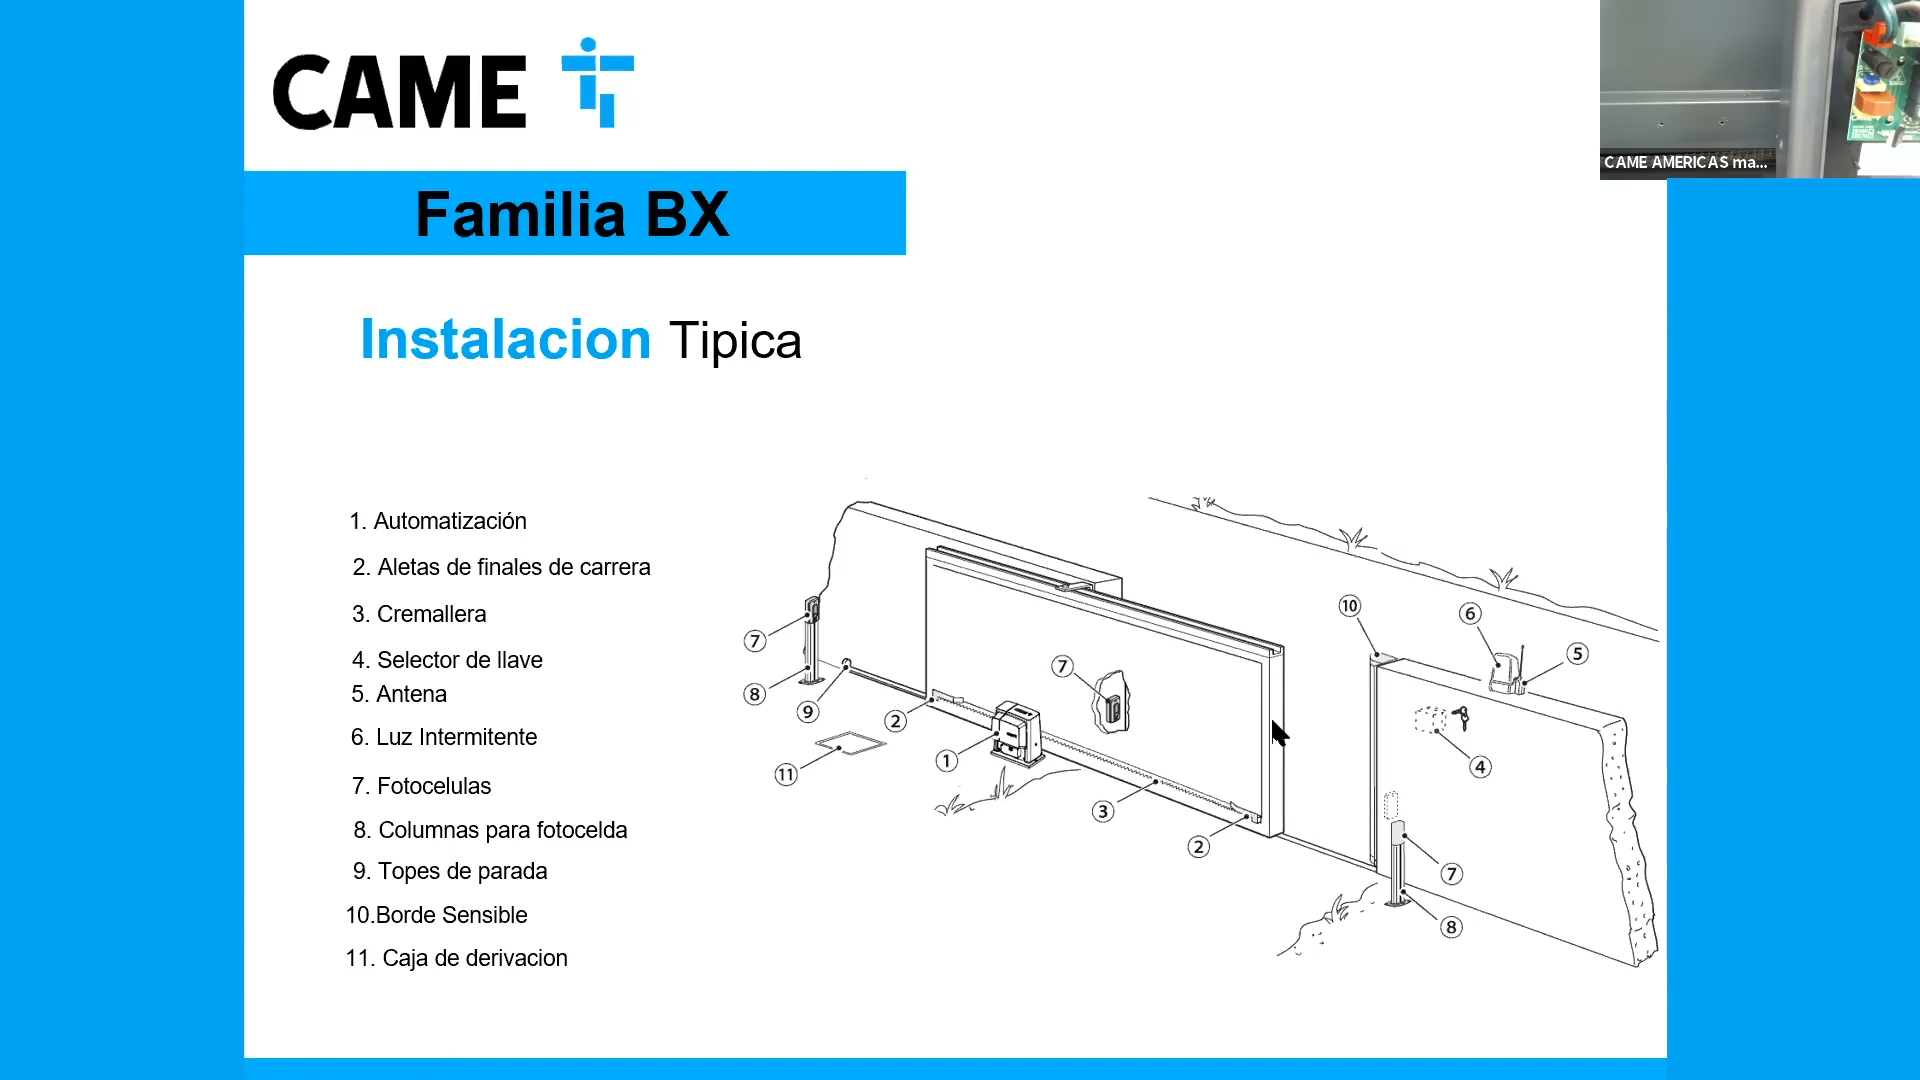 CAME
CAME AMERICAS ma...
Familia BX
Instalacion Tipica
1. Automatización
2. Aletas de finales de carrera
3. Cremallera
4. Selector de llave
5. Antena
6. Luz Intermitente
7. Fotocelulas
8. Columnas para fotocelda
9. Topes de parada
10.Borde Sensible
11. Caja de derivacion
10
6
5
7
7
8
9
2
4
1
11
3
2
7
8